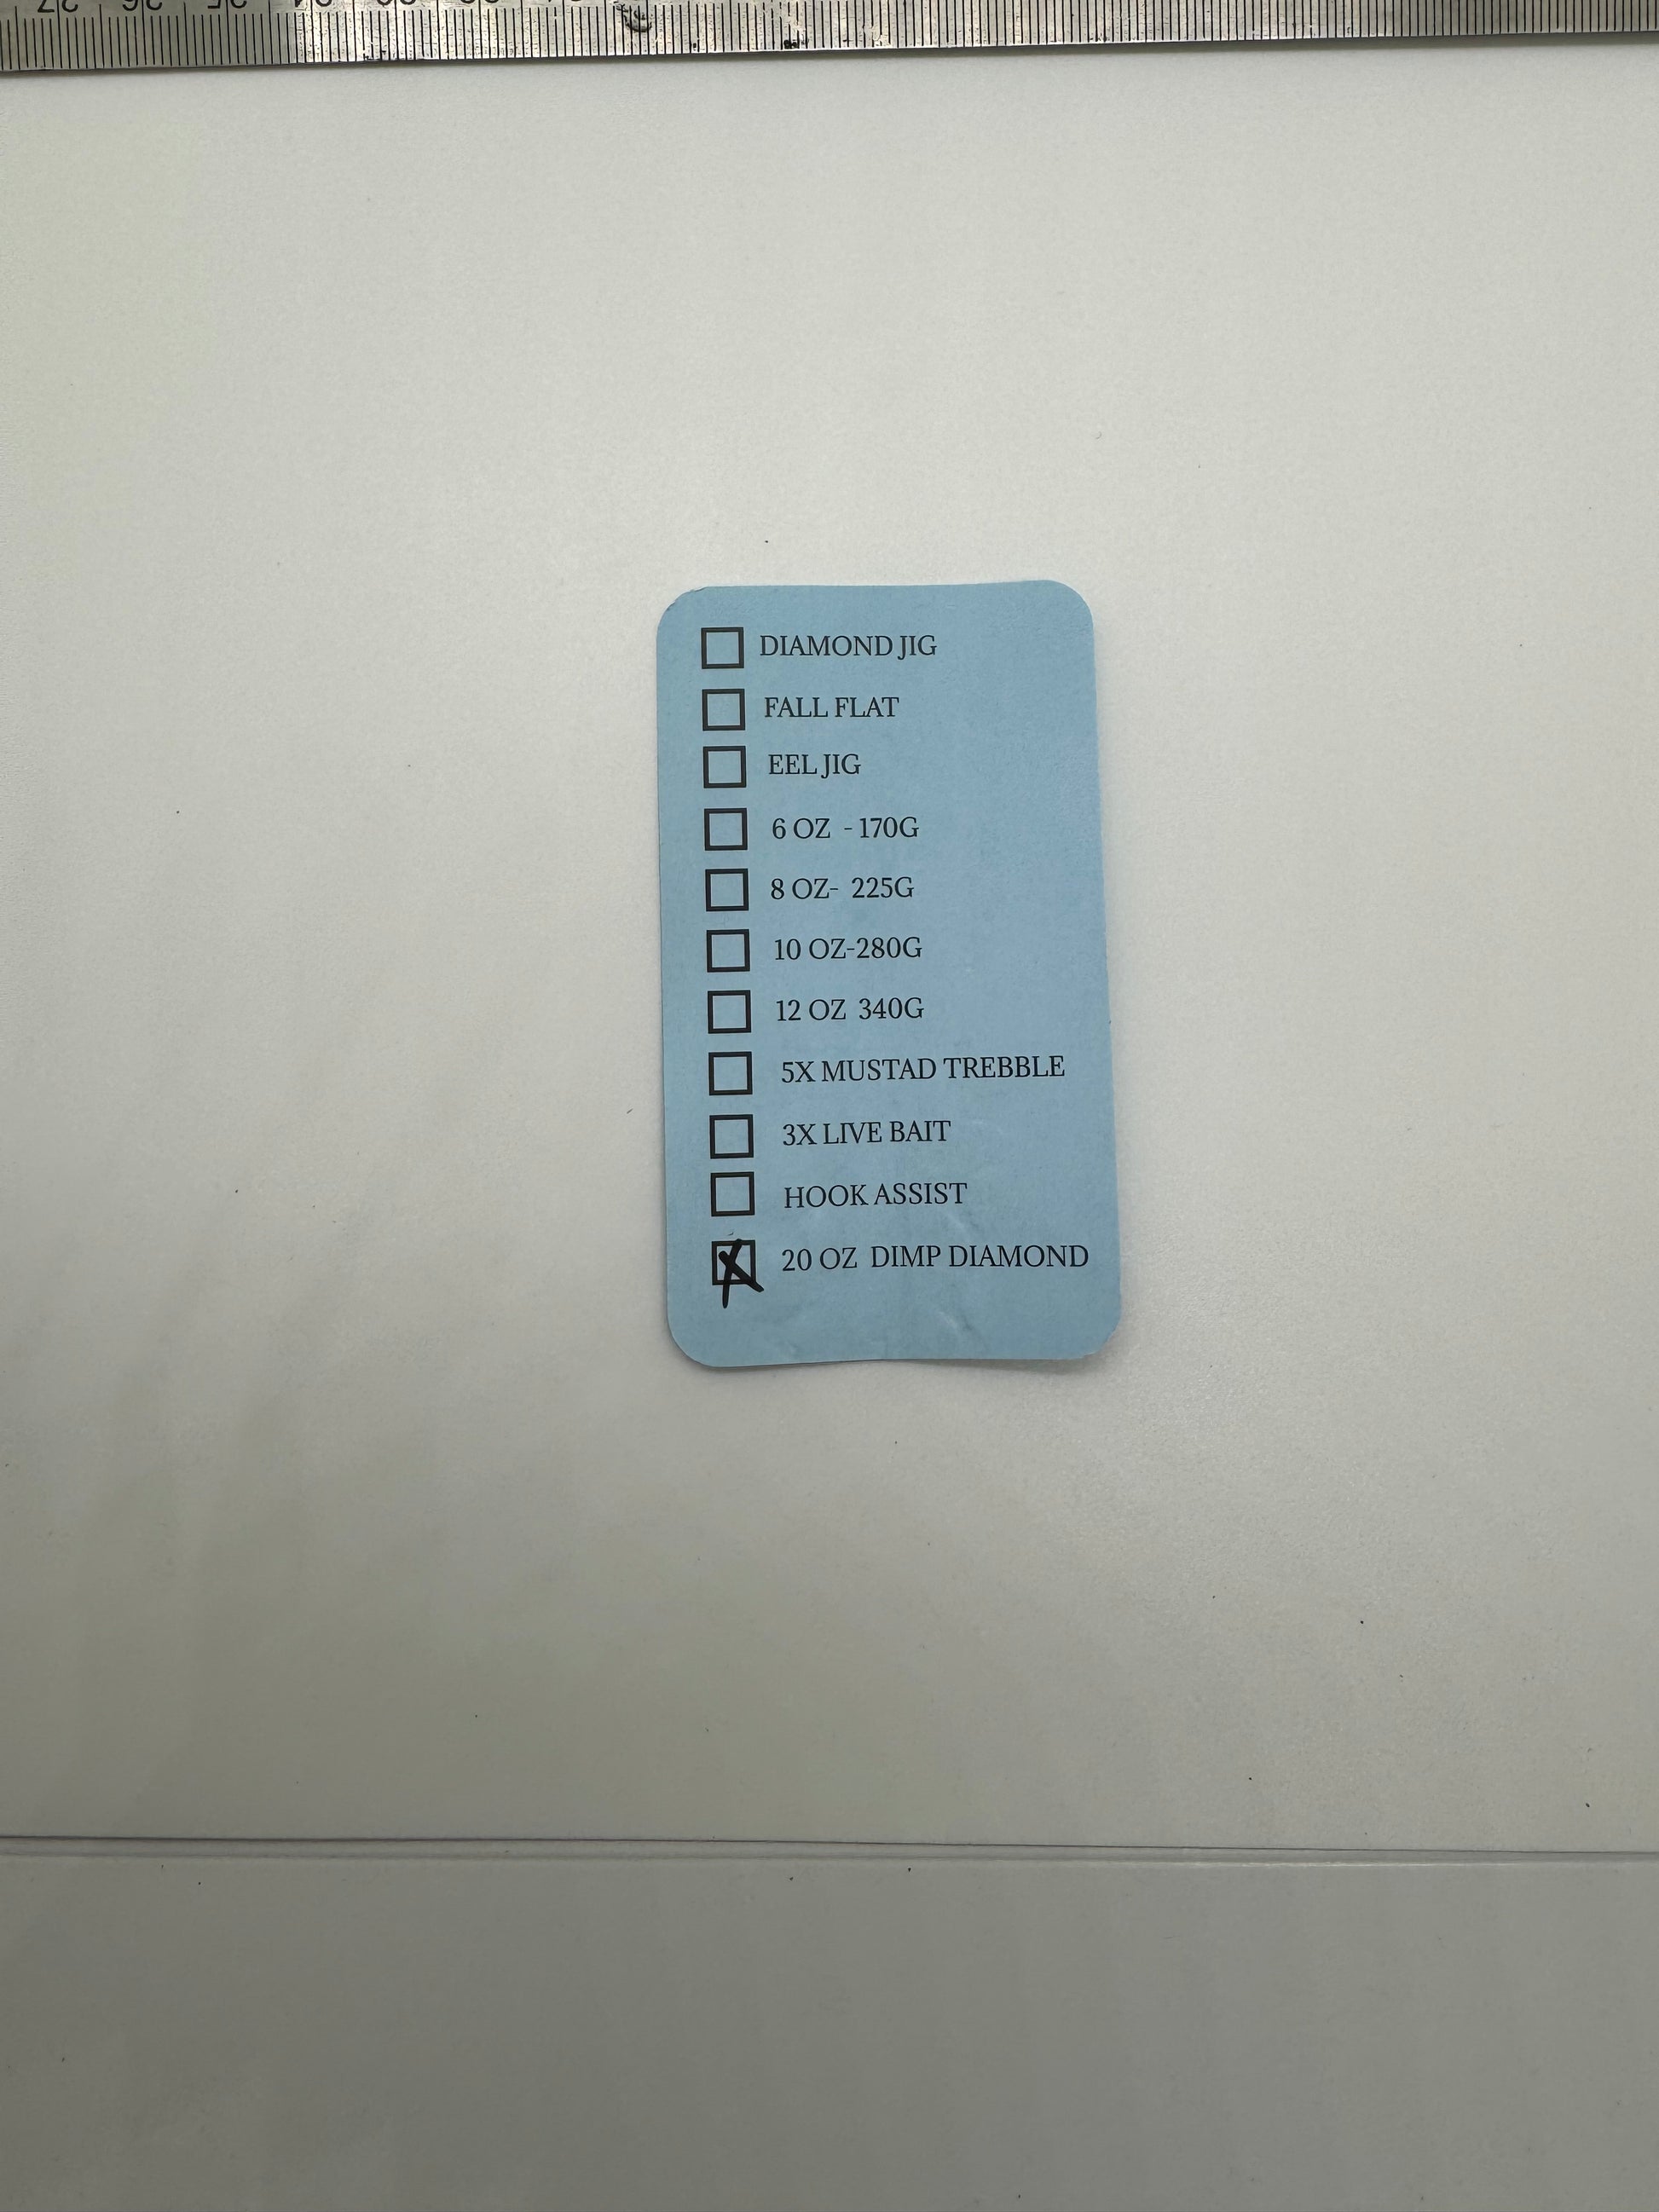 DIAMOND JIG
FALL FLAT
EEL JIG
6 OZ - 170G
8 OZ- 225G
10 OZ-280G
12 OZ 340G
5X MUSTAD TREBBLE
3X LIVE BAIT
HOOK ASSIST
20 OZ DIMP DIAMOND